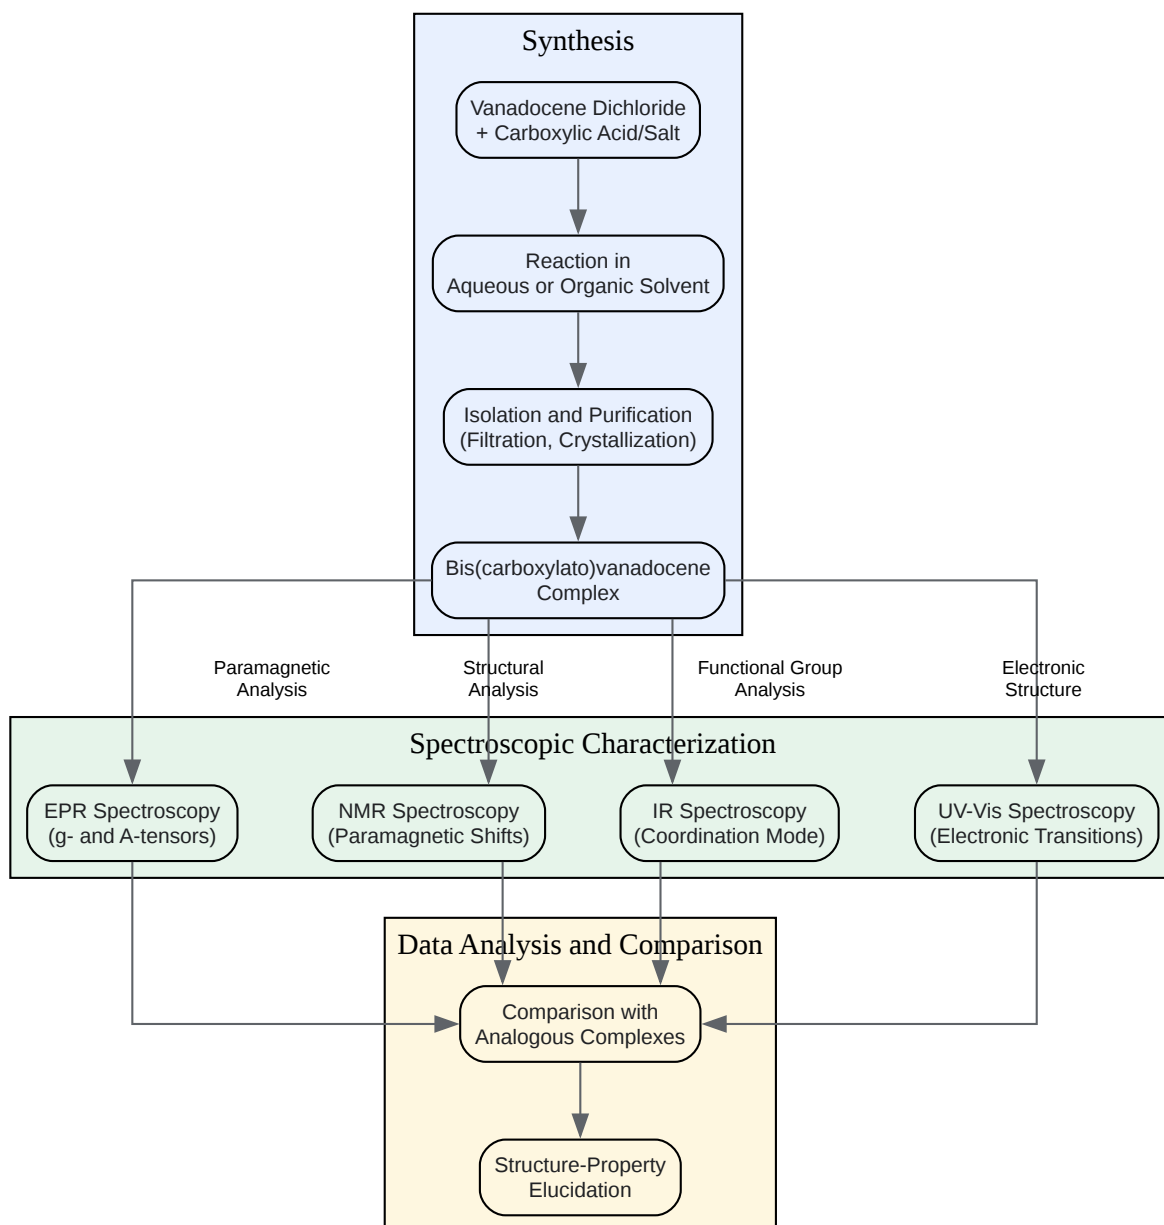 Synthesis
Vanadocene Dichloride
+ Carboxylic Acid/Salt
Reaction in
Aqueous or Organic Solvent
Isolation and Purification
(Filtration, Crystallization)
Bis(carboxylato)vanadocene
Complex
Paramagnetic
Analysis
Structural
Analysis
Functional Group
Analysis
Electronic
Structure
Spectroscopic Characterization
EPR Spectroscopy
(g- and A-tensors)
NMR Spectroscopy
(Paramagnetic Shifts)
IR Spectroscopy
(Coordination Mode)
UV-Vis Spectroscopy
(Electronic Transitions)
Data Analysis and Comparison
Comparison with
Analogous Complexes
Structure-Property
Elucidation